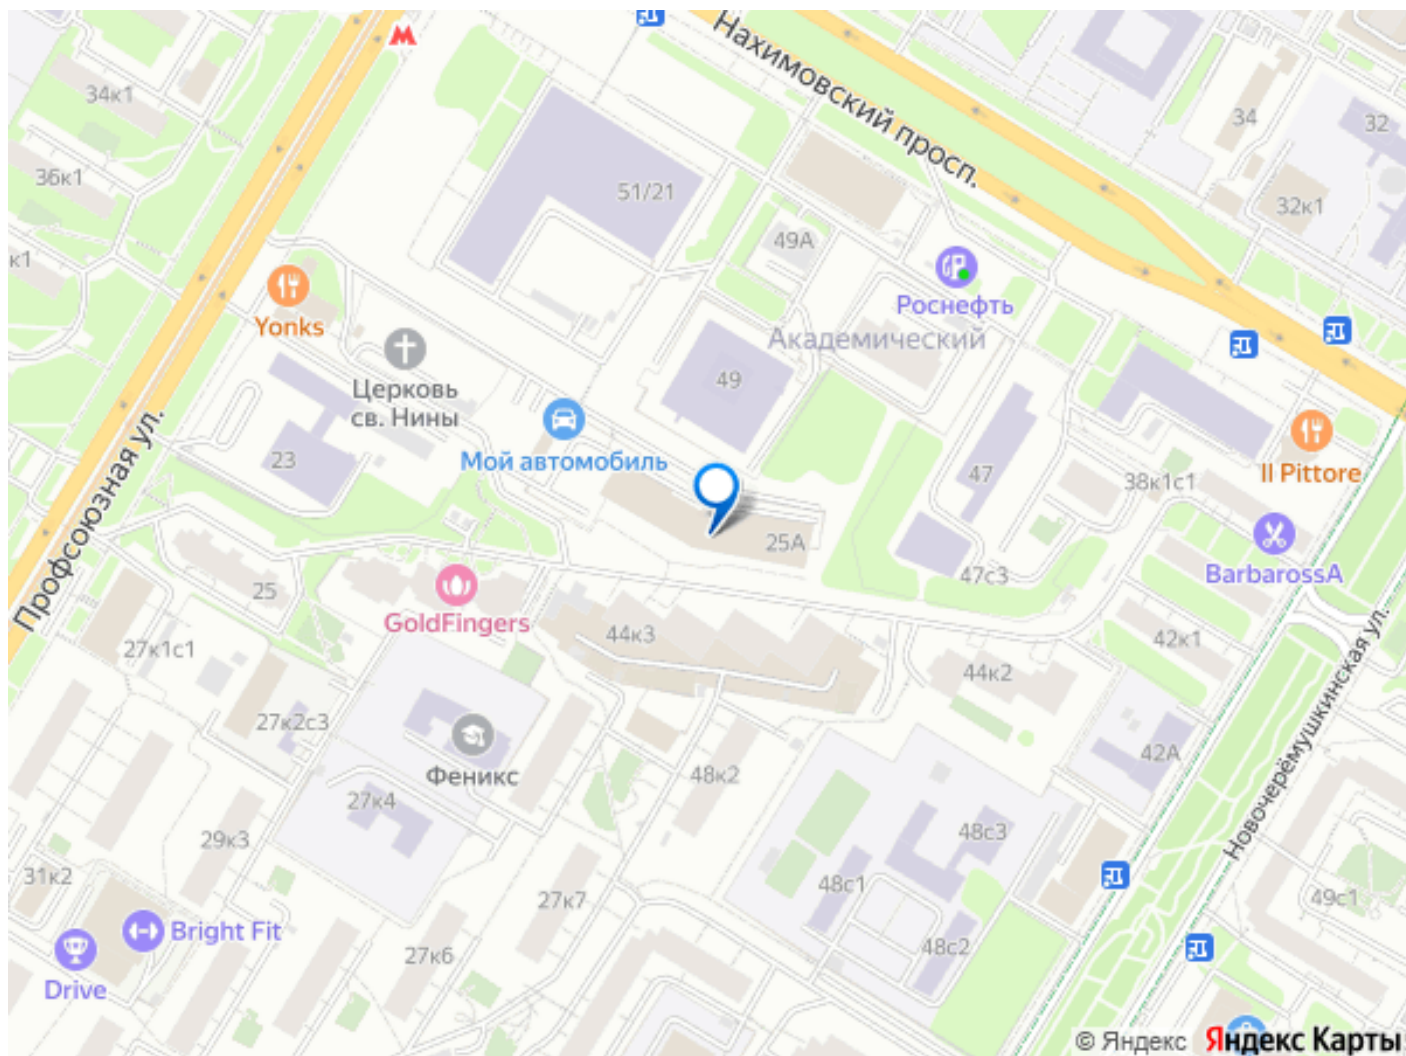 Нахимовский просп.
34к1
34
32
36к1
51/21
32к1
к1
49А
Роснефть
Yonks
Академический
Церковь
св. Нины
49
Il Pittore
Профсоюзная ул.
23
Мой автомобиль
47
38к1с1
25А
BarbarossA
47с3
25
GoldFingers
44к3
42к1
27к1с1
44к2
Новочерёмушкинская ул.
27к2с3
42А
Феникс
48к2
27к4
29к3
48с3
31к2
48с1
27к7
49с1
Bright Fit
27к6
48с2
Drive
© Яндекс Яндекс Карты